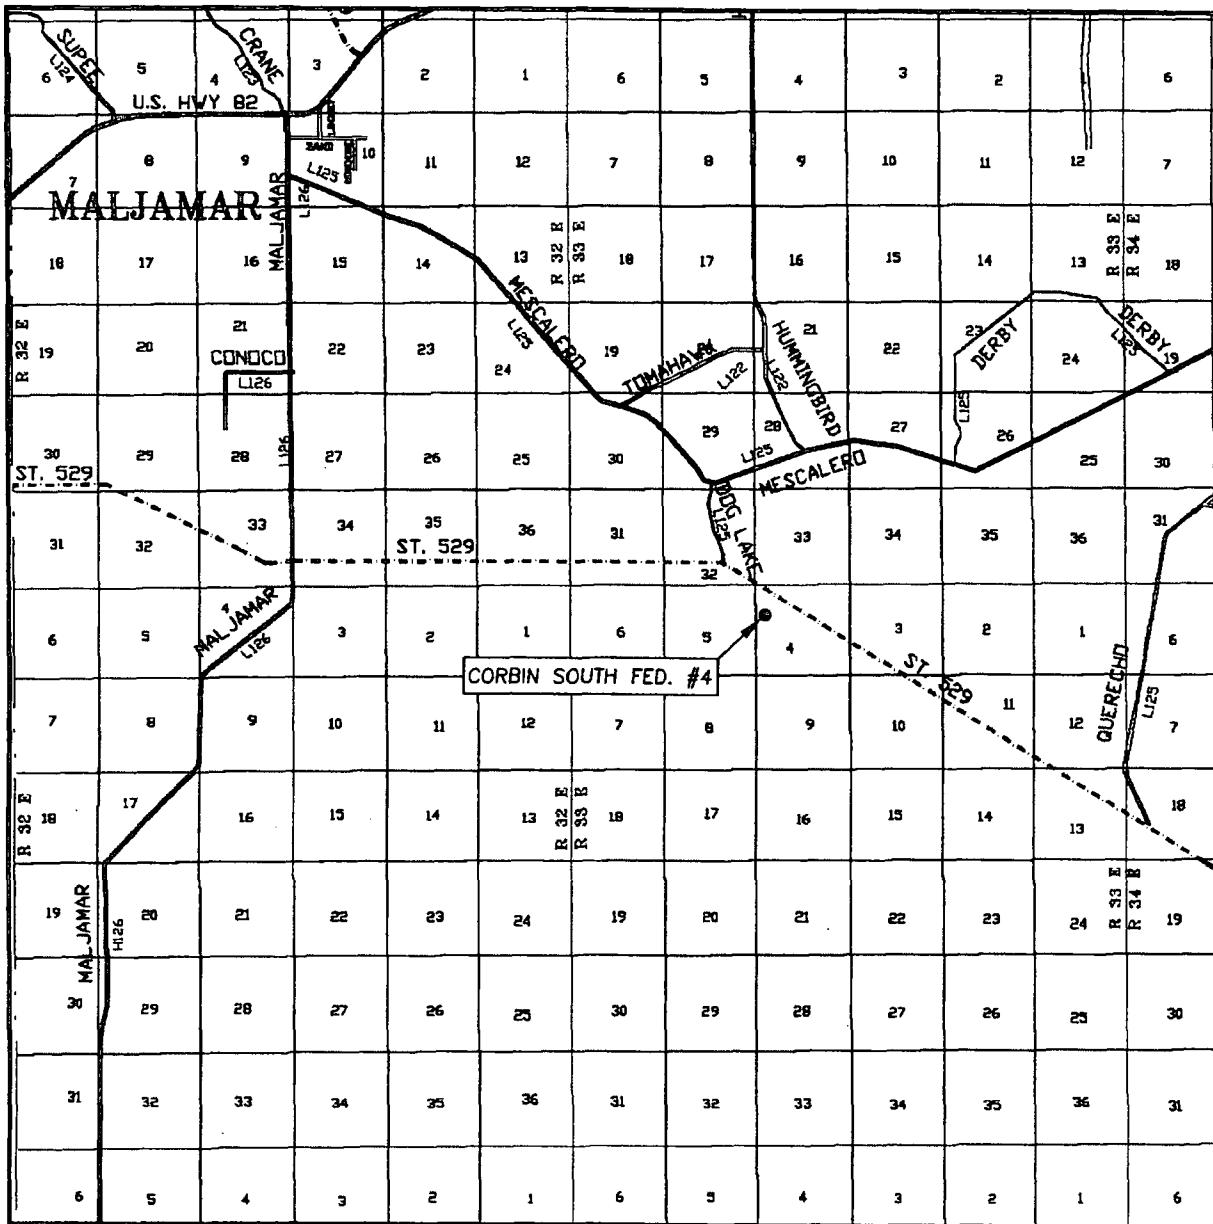 SUPEE
L124
CRANE
L123
6 5 4 3 2 1 6 5 4 3 2 6
U.S. HWY 82
7 8 9 10 11 12 7 8 9 10 11 12 7
L125
MALJAMAR
MALJAMAR
L126
18 17 16 15 14 13 18 17 16 15 14 13 18
R 32 E
R 33 E
R 33 E
R 34 E
MESCALERO
L125
R 32 E
19 20 21 22 23 24 19 21 22 23 24 19
CONOCO
L126
TOMAHAWK
L122
HUMMINGBIRD
L122
DERBY
DERBY
L123
L125
30 29 28 27 26 25 30 29 28 27 26 25 30
L126
L125
MESCALERO
ST. 529
31 32 33 34 35 36 31 32 33 34 35 36 31
ST. 529
DOG LAKE
L125
6 5 4 3 2 1 6 5 4 3 2 1 6
MALJAMAR
L126
CORBIN SOUTH FED. #4
ST. 529
QUERECHO
L125
7 8 9 10 11 12 7 8 9 10 11 12 7
18 17 16 15 14 13 18 17 16 15 14 13 18
R 32 E
R 32 E
R 33 E
R 33 E
R 34 E
19 20 21 22 23 24 19 20 21 22 23 24 19
MALJAMAR
H126
30 29 28 27 26 25 30 29 28 27 26 25 30
31 32 33 34 35 36 31 32 33 34 35 36 31
6 5 4 3 2 1 6 5 4 3 2 1 6